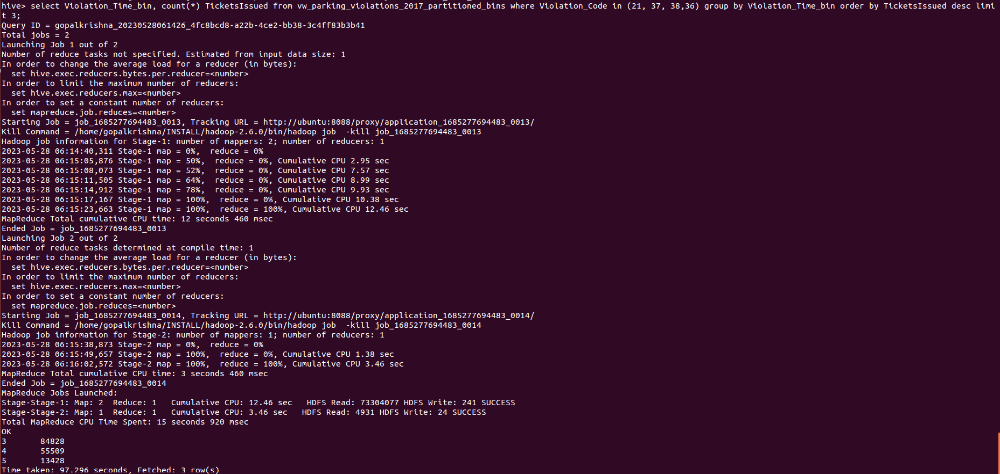 hive> select Violation_Time_bin, count(*) TicketsIssued from vw_parking_violations_2017_partitioned_bins where Violation_Code in (21, 37, 38,36) group by Violation_Time_bin order by TicketsIssued desc limi
t 3;
Query ID = gopalkrishna_20230528061426_4fc8bcd8-a22b-4ce2-bb38-3c4ff83b3b41
Total jobs = 2
Launching Job 1 out of 2
Number of reduce tasks not specified. Estimated from input data size: 1
In order to change the average load for a reducer (in bytes):
  set hive.exec.reducers.bytes.per.reducer=<number>
In order to limit the maximum number of reducers:
  set hive.exec.reducers.max=<number>
In order to set a constant number of reducers:
  set mapreduce.job.reduces=<number>
Starting Job = job_1685277694483_0013, Tracking URL = http://ubuntu:8088/proxy/application_1685277694483_0013/
Kill Command = /home/gopalkrishna/INSTALL/hadoop-2.6.0/bin/hadoop job  -kill job_1685277694483_0013
Hadoop job information for Stage-1: number of mappers: 2; number of reducers: 1
2023-05-28 06:14:40,311 Stage-1 map = 0%,  reduce = 0%
2023-05-28 06:15:05,876 Stage-1 map = 50%,  reduce = 0%, Cumulative CPU 2.95 sec
2023-05-28 06:15:08,073 Stage-1 map = 52%,  reduce = 0%, Cumulative CPU 7.57 sec
2023-05-28 06:15:11,505 Stage-1 map = 64%,  reduce = 0%, Cumulative CPU 8.99 sec
2023-05-28 06:15:14,912 Stage-1 map = 78%,  reduce = 0%, Cumulative CPU 9.93 sec
2023-05-28 06:15:17,167 Stage-1 map = 100%,  reduce = 0%, Cumulative CPU 10.38 sec
2023-05-28 06:15:23,663 Stage-1 map = 100%,  reduce = 100%, Cumulative CPU 12.46 sec
MapReduce Total cumulative CPU time: 12 seconds 460 msec
Ended Job = job_1685277694483_0013
Launching Job 2 out of 2
Number of reduce tasks determined at compile time: 1
In order to change the average load for a reducer (in bytes):
  set hive.exec.reducers.bytes.per.reducer=<number>
In order to limit the maximum number of reducers:
  set hive.exec.reducers.max=<number>
In order to set a constant number of reducers:
  set mapreduce.job.reduces=<number>
Starting Job = job_1685277694483_0014, Tracking URL = http://ubuntu:8088/proxy/application_1685277694483_0014/
Kill Command = /home/gopalkrishna/INSTALL/hadoop-2.6.0/bin/hadoop job  -kill job_1685277694483_0014
Hadoop job information for Stage-2: number of mappers: 1; number of reducers: 1
2023-05-28 06:15:38,873 Stage-2 map = 0%,  reduce = 0%
2023-05-28 06:15:49,657 Stage-2 map = 100%,  reduce = 0%, Cumulative CPU 1.38 sec
2023-05-28 06:16:02,572 Stage-2 map = 100%,  reduce = 100%, Cumulative CPU 3.46 sec
MapReduce Total cumulative CPU time: 3 seconds 460 msec
Ended Job = job_1685277694483_0014
MapReduce Jobs Launched:
Stage-Stage-1: Map: 2  Reduce: 1   Cumulative CPU: 12.46 sec   HDFS Read: 73304077 HDFS Write: 241 SUCCESS
Stage-Stage-2: Map: 1  Reduce: 1   Cumulative CPU: 3.46 sec   HDFS Read: 4931 HDFS Write: 24 SUCCESS
Total MapReduce CPU Time Spent: 15 seconds 920 msec
OK
3       84828
4       55509
5       13428
Time taken: 97.296 seconds, Fetched: 3 row(s)